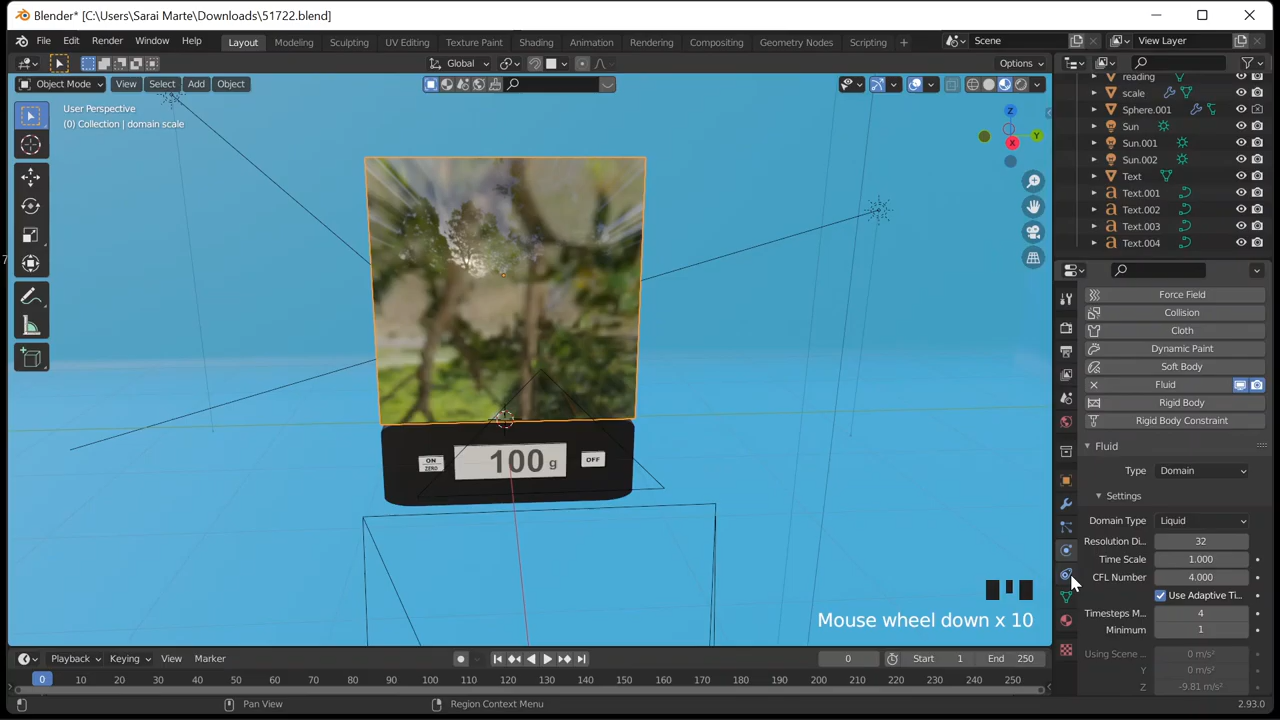 Blender* [C:\Users\Sarai Marte\Downloads\51722.blend]
File Edit Render Window Help Layout Modeling Sculpting UV Editing Texture Paint Shading Animation Rendering Compositing Geometry Nodes Scripting Scene View Layer
Global Options
Object Mode View Select Add Object
User Perspective
(0) Collection | domain scale
Z
Y
X
reading
scale
Sphere.001
Sun
Sun.001
Sun.002
Text
Text.001
Text.002
Text.003
Text.004
Force Field
Collision
Cloth
Dynamic Paint
Soft Body
Fluid
Rigid Body
Rigid Body Constraint
Fluid
Type Domain
Settings
Domain Type Liquid
Resolution Di... 32
Time Scale 1.000
CFL Number 4.000
Use Adaptive Ti...
Timesteps M... 4
Minimum 1
Using Scene ... 0 m/s²
Y 0 m/s²
Z -9.81 m/s²
7
ON
ZERO
100 g
OFF
Mouse wheel down x 10
Playback Keying View Marker 0 Start 1 End 250
0 10 20 30 40 50 60 70 80 90 100 110 120 130 140 150 160 170 180 190 200 210 220 230 240 250
Pan View Region Context Menu 2.93.0